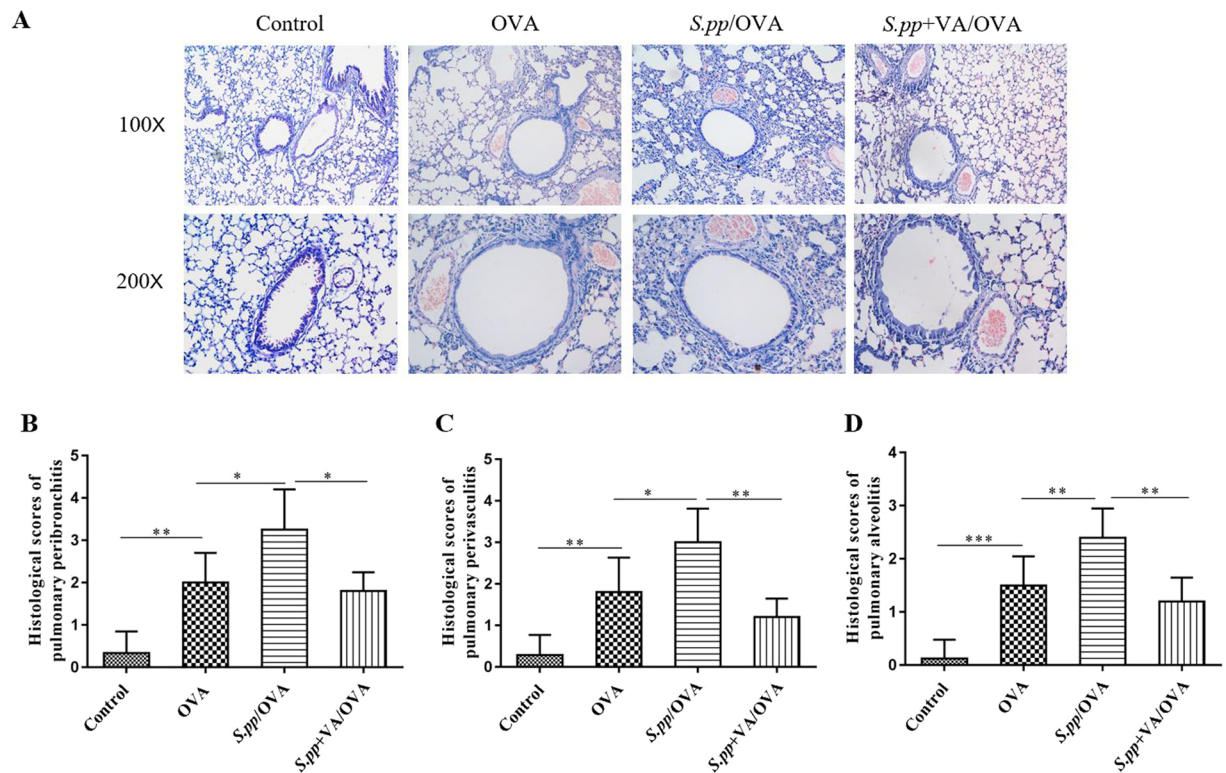 A
Control
OVA
S.pp/OVA
S.pp+VA/OVA
100X
200X
B
Histological scores of
pulmonary peribronchitis
5
4
3
2
1
0
**
*
*
Control
OVA
S.pp/OVA
S.pp+VA/OVA
C
Histological scores of
pulmonary perivasculitis
5
4
3
2
1
0
**
*
**
Control
OVA
S.pp/OVA
S.pp+VA/OVA
D
Histological scores of
pulmonary alveolitis
4
3
2
1
0
***
**
**
Control
OVA
S.pp/OVA
S.pp+VA/OVA